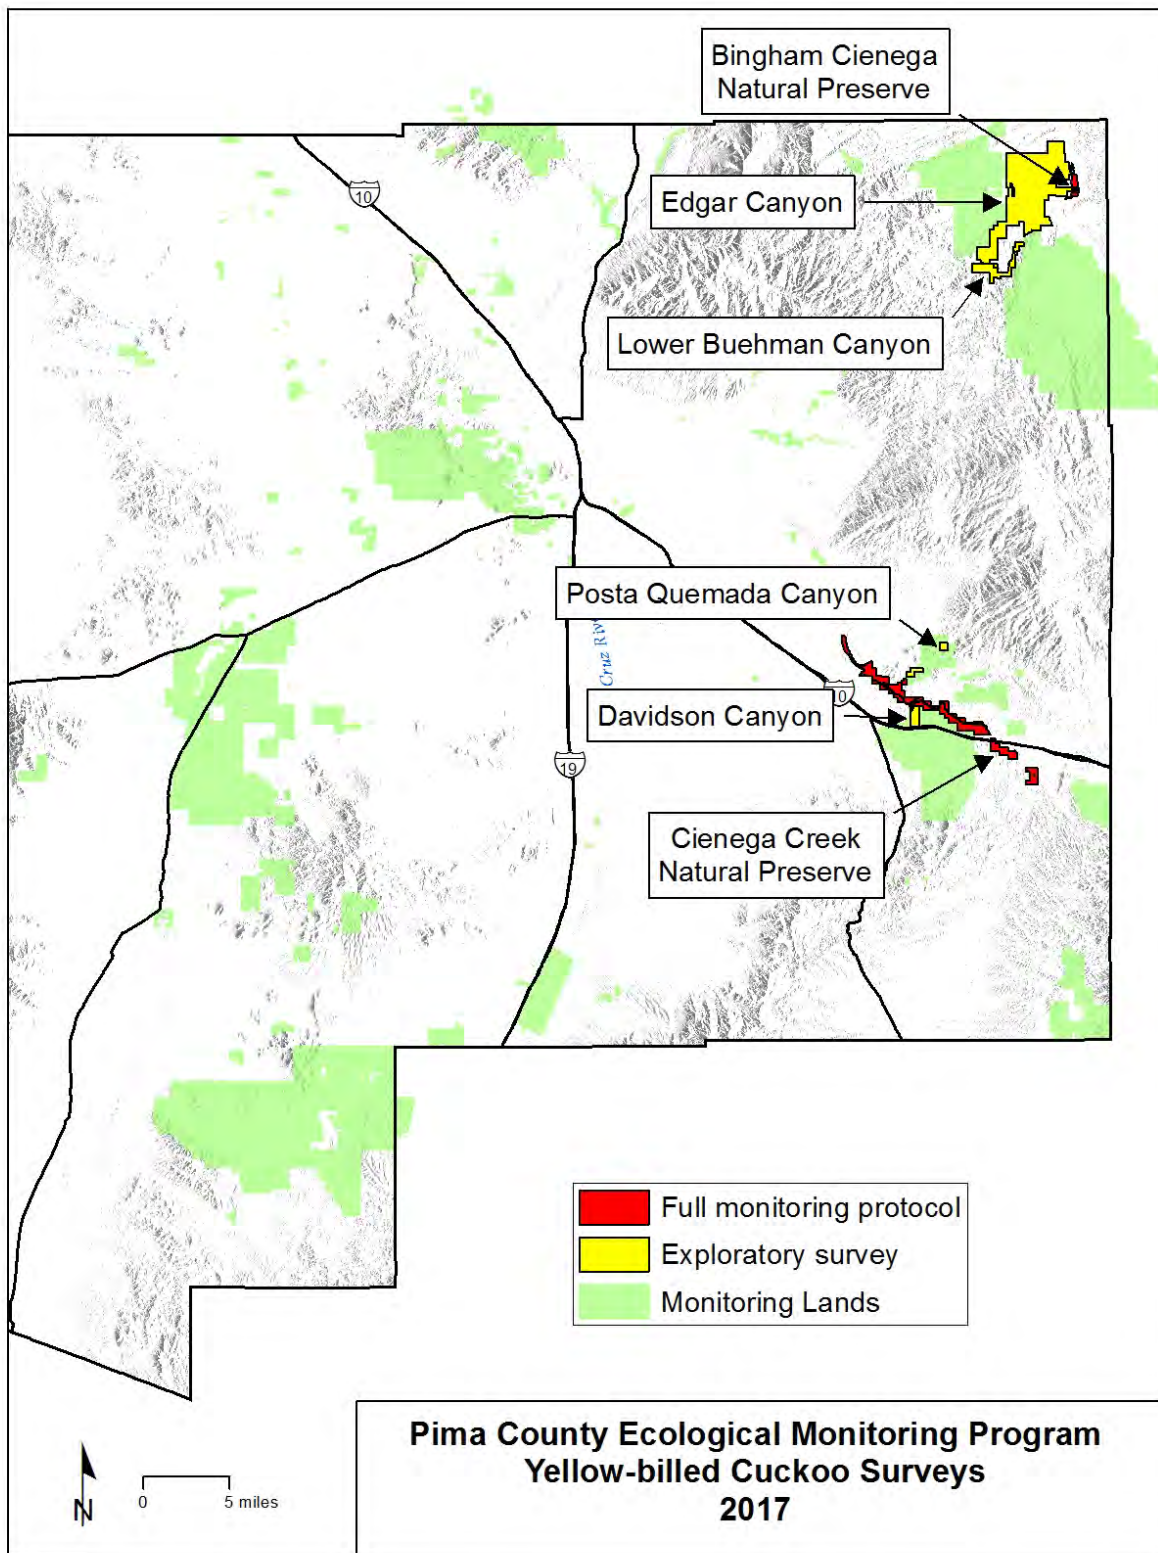 Bingham Cienega
Natural Preserve
10
Edgar Canyon
Lower Buehman Canyon
Posta Quemada Canyon
Cruz
0
Davidson Canyon
19
Cienega Creek
Natural Preserve
Full monitoring protocol
Exploratory survey
Monitoring Lands
N
0 5 miles
Pima County Ecological Monitoring Program
Yellow-billed Cuckoo Surveys
2017